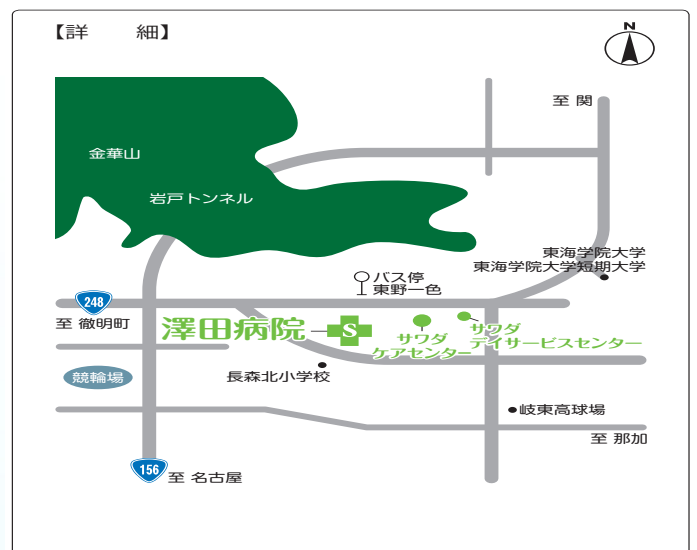 【詳　細】
N
至 関
金華山
岩戸トンネル
東海学院大学
東海学院大学短期大学
バス停
東野一色
248
至 徹明町
澤田病院
S
サワダ
ケアセンター
サワダ
デイサービスセンター
競輪場
長森北小学校
岐東高球場
至 那加
156
至 名古屋